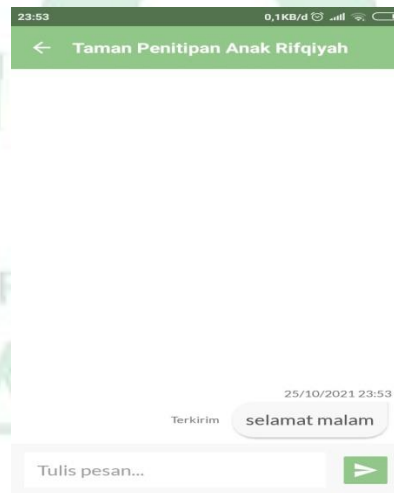 23:53 0,1KB/d
Taman Penitipan Anak Rifqiyah
25/10/2021 23:53
Terkirim selamat malam
Tulis pesan...